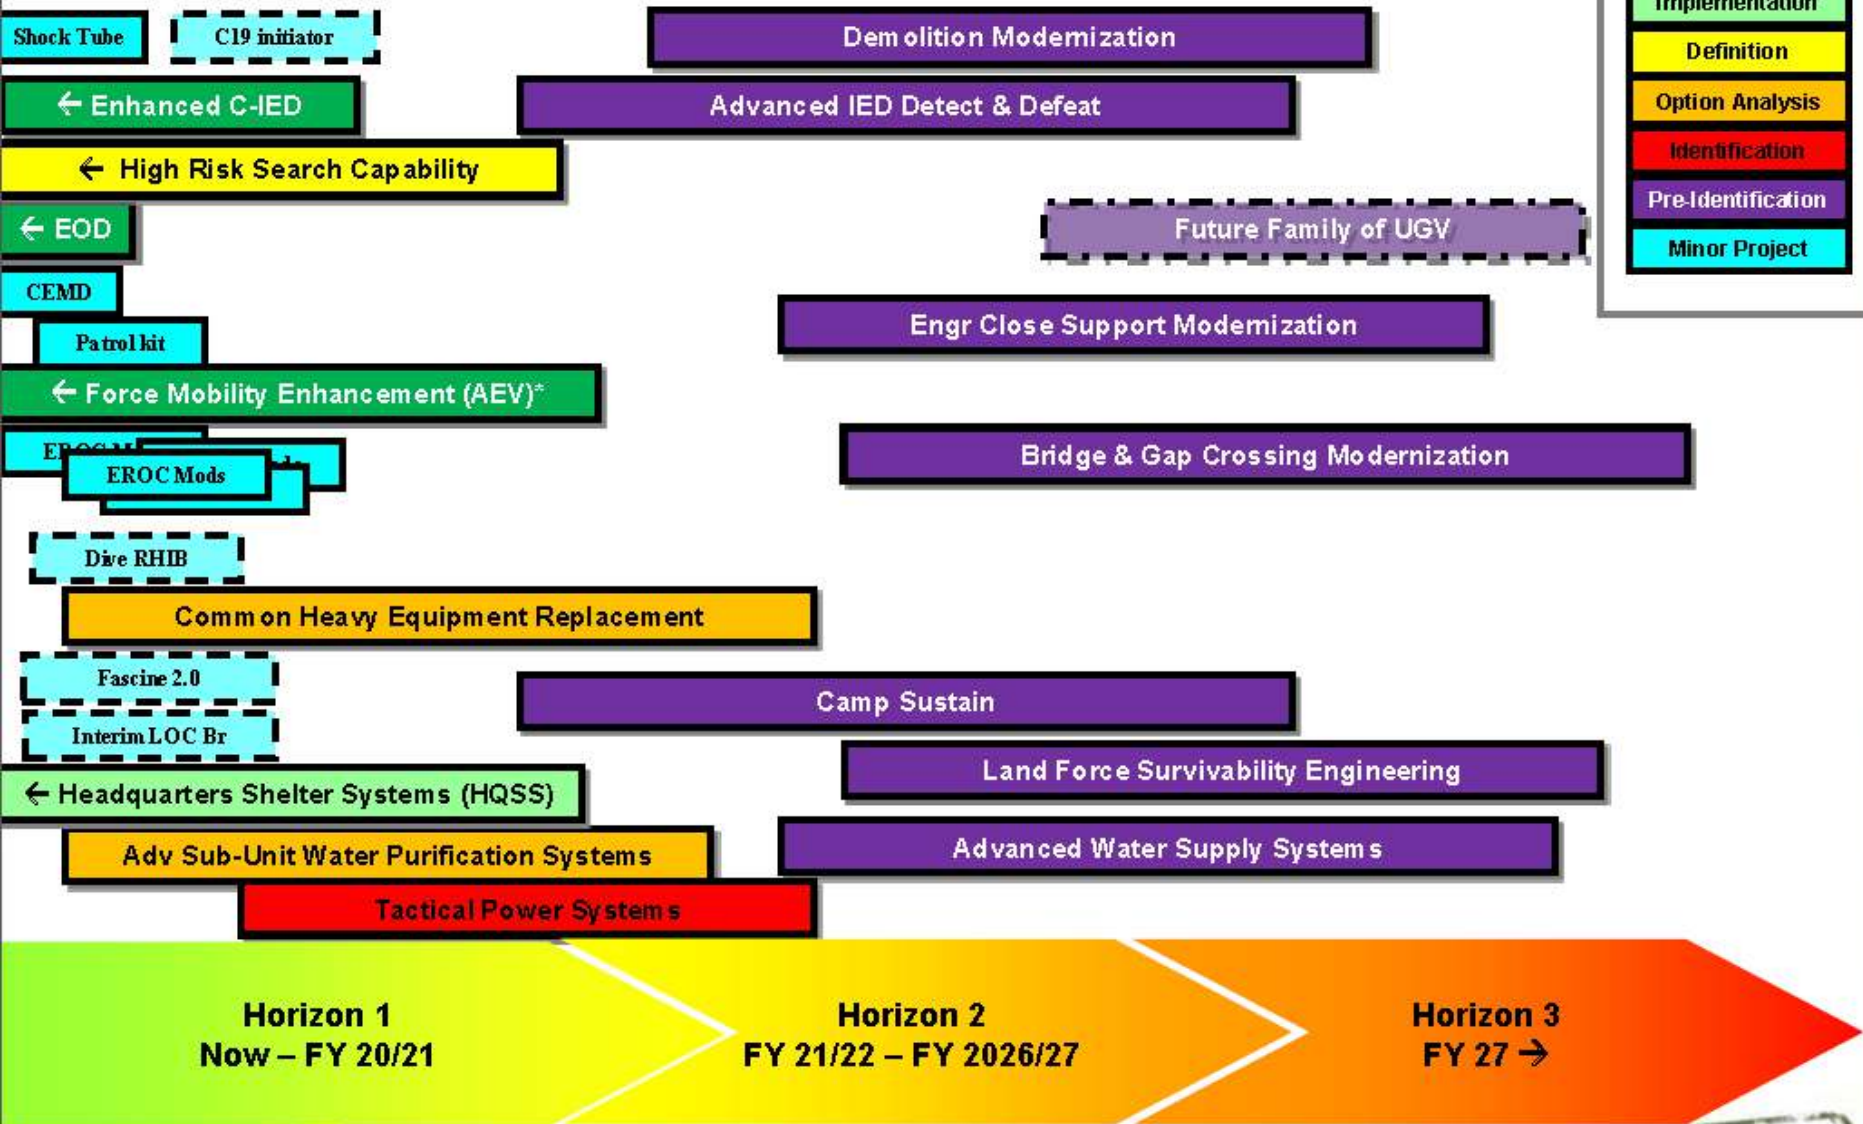 Implementation
Shock Tube
C19 initiator
Demolition Modernization
Definition
← Enhanced C-IED
Advanced IED Detect & Defeat
Option Analysis
← High Risk Search Capability
Identification
Pre-Identification
← EOD
Future Family of UGV
Minor Project
CEMD
Engr Close Support Modernization
Patrol kit
← Force Mobility Enhancement (AEV)*
Bridge & Gap Crossing Modernization
EROC Mods
Dive RHIB
Common Heavy Equipment Replacement
Fascine 2.0
Camp Sustain
Interim LOC Br
Land Force Survivability Engineering
← Headquarters Shelter Systems (HQSS)
Adv Sub-Unit Water Purification Systems
Advanced Water Supply Systems
Tactical Power Systems
Horizon 1
Now – FY 20/21
Horizon 2
FY 21/22 – FY 2026/27
Horizon 3
FY 27 →